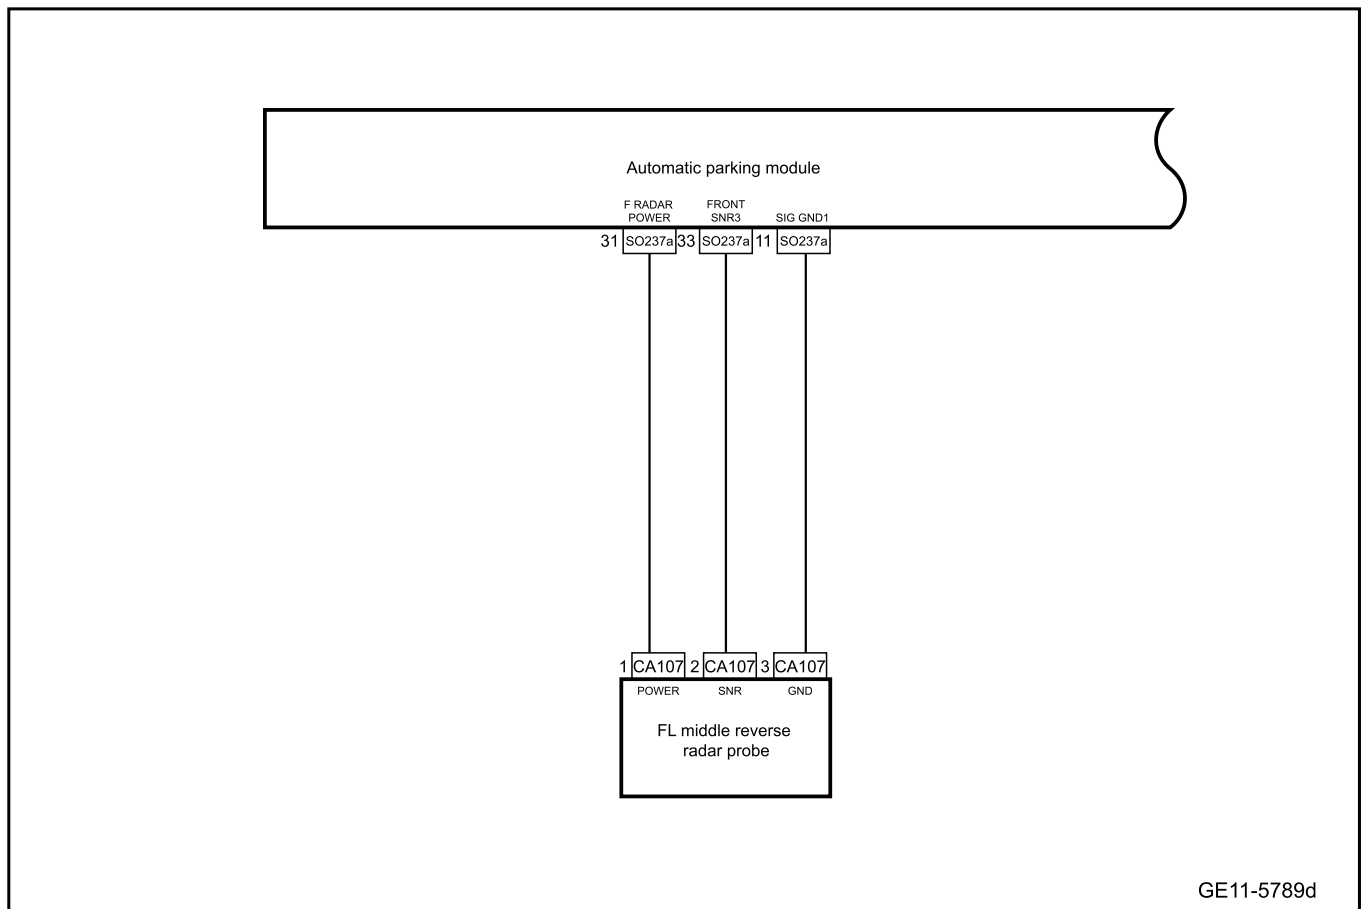 Automatic parking module
F RADAR
POWER
FRONT
SNR3
SIG GND1
31 SO237a 33 SO237a 11 SO237a
1 CA107 2 CA107 3 CA107
POWER SNR GND
FL middle reverse
radar probe
GE11-5789d